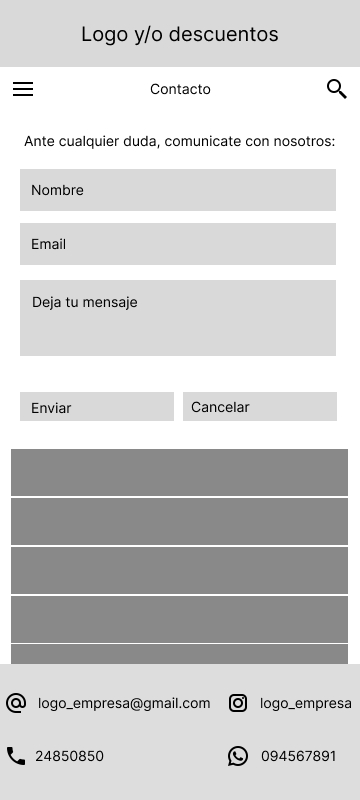 Logo y/o descuentos
Contacto
Ante cualquier duda, comunicate con nosotros:
Nombre
Email
Deja tu mensaje
Enviar
Cancelar
logo_empresa@gmail.com
logo_empresa
24850850
094567891